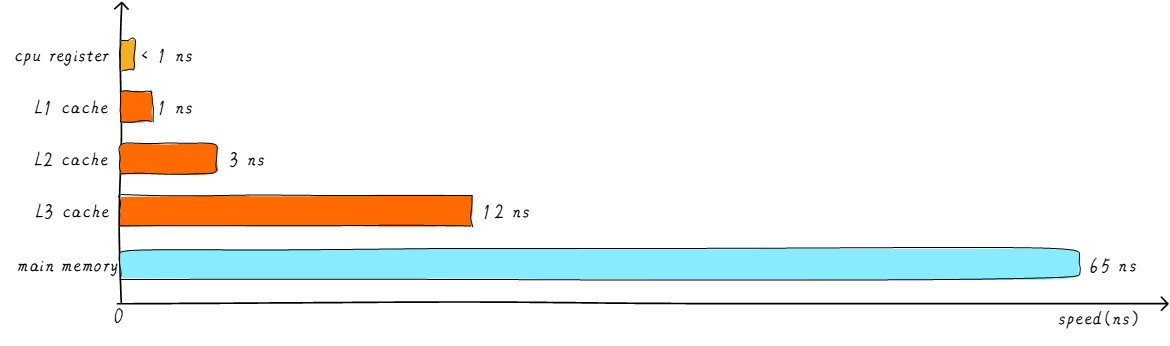 cpu register < 1 ns
L1 cache 1 ns
L2 cache 3 ns
L3 cache 12 ns
main memory 65 ns
0
speed(ns)